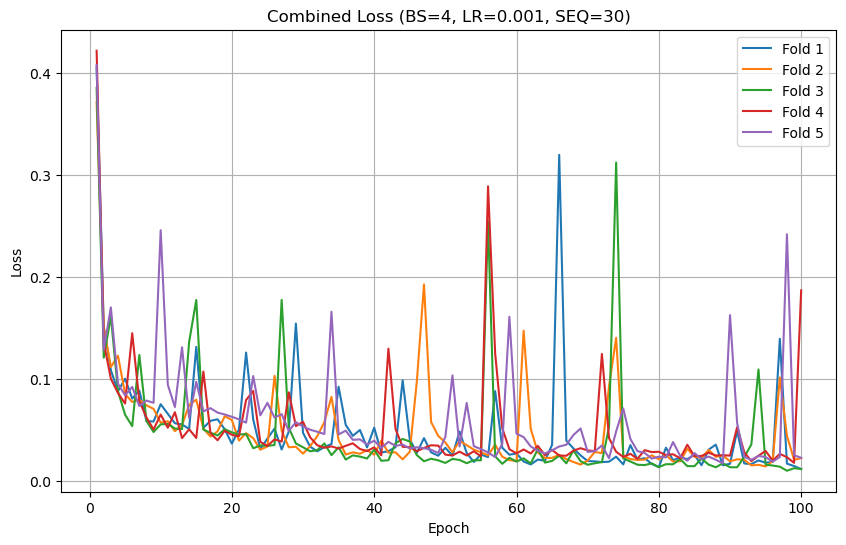 Combined Loss (BS=4, LR=0.001, SEQ=30)
Loss
0.4
0.3
0.2
0.1
0.0
0
20
40
60
80
100
Epoch
Fold 1
Fold 2
Fold 3
Fold 4
Fold 5